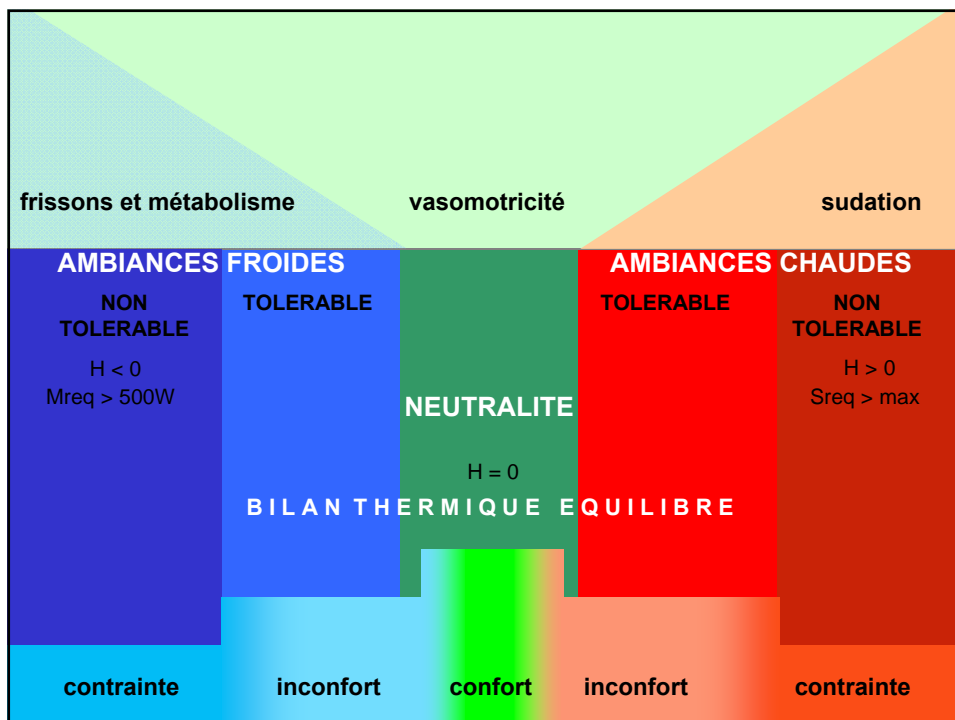 frissons et métabolisme vasomotricité sudation
AMBIANCES FROIDES AMBIANCES CHAUDES
NON TOLERABLE TOLERABLE NON
TOLERABLE TOLERABLE
H < 0 H > 0
Mreq > 500W Sreq > max
NEUTRALITE
H = 0
BILAN THERMIQUE EQUILIBRE
contrainte inconfort confort inconfort contrainte